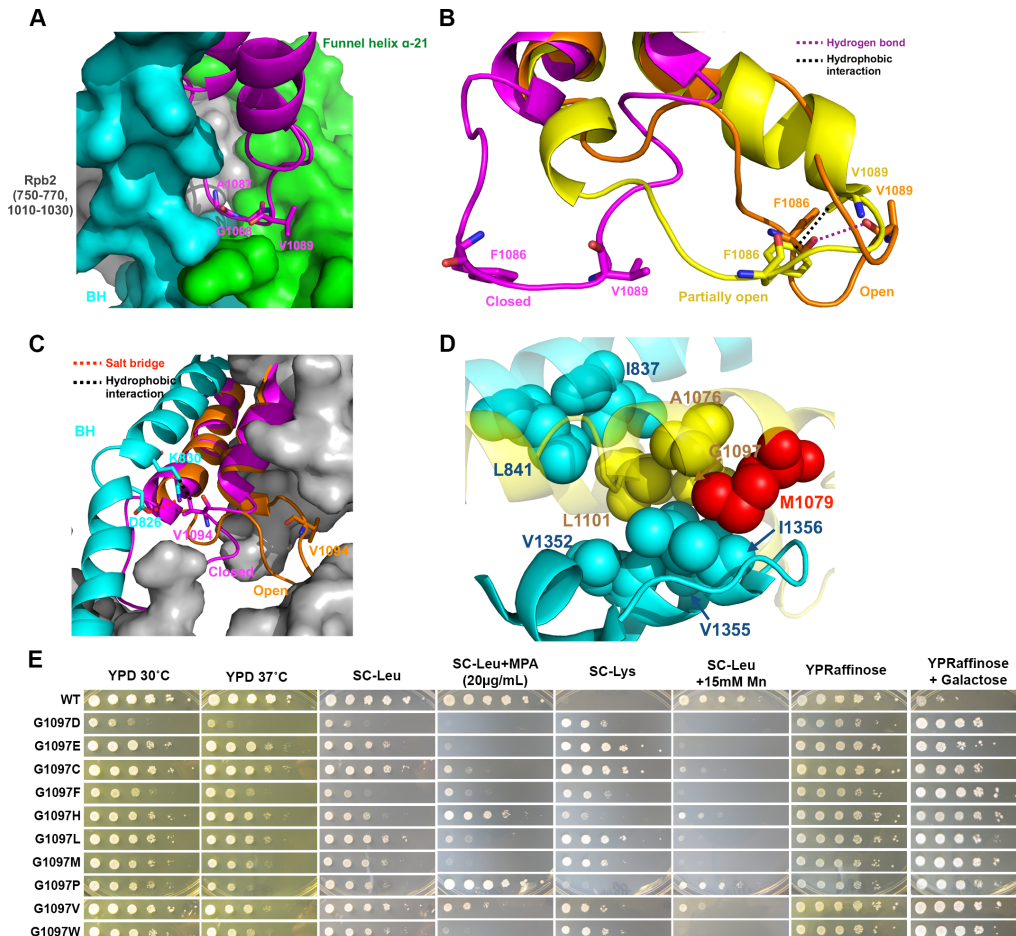 A
Funnel helix α-21
Rpb2
(750-770,
1010-1030)
A1087
G1088
V1089
BH
B
Hydrogen bond
Hydrophobic
interaction
V1089
V1089
F1086
F1086
F1086
V1089
Closed
Partially open
Open
C
Salt bridge
Hydrophobic
interaction
BH
K830
D826
V1094
V1094
Closed
Open
D
I837
A1076
G1097
L841
M1079
L1101
I1356
V1352
V1355
E
YPD 30˚C
YPD 37˚C
SC-Leu
SC-Leu+MPA
(20µg/mL)
SC-Lys
SC-Leu
+15mM Mn
YPRaffinose
YPRaffinose
+ Galactose
WT
G1097D
G1097E
G1097C
G1097F
G1097H
G1097L
G1097M
G1097P
G1097V
G1097W